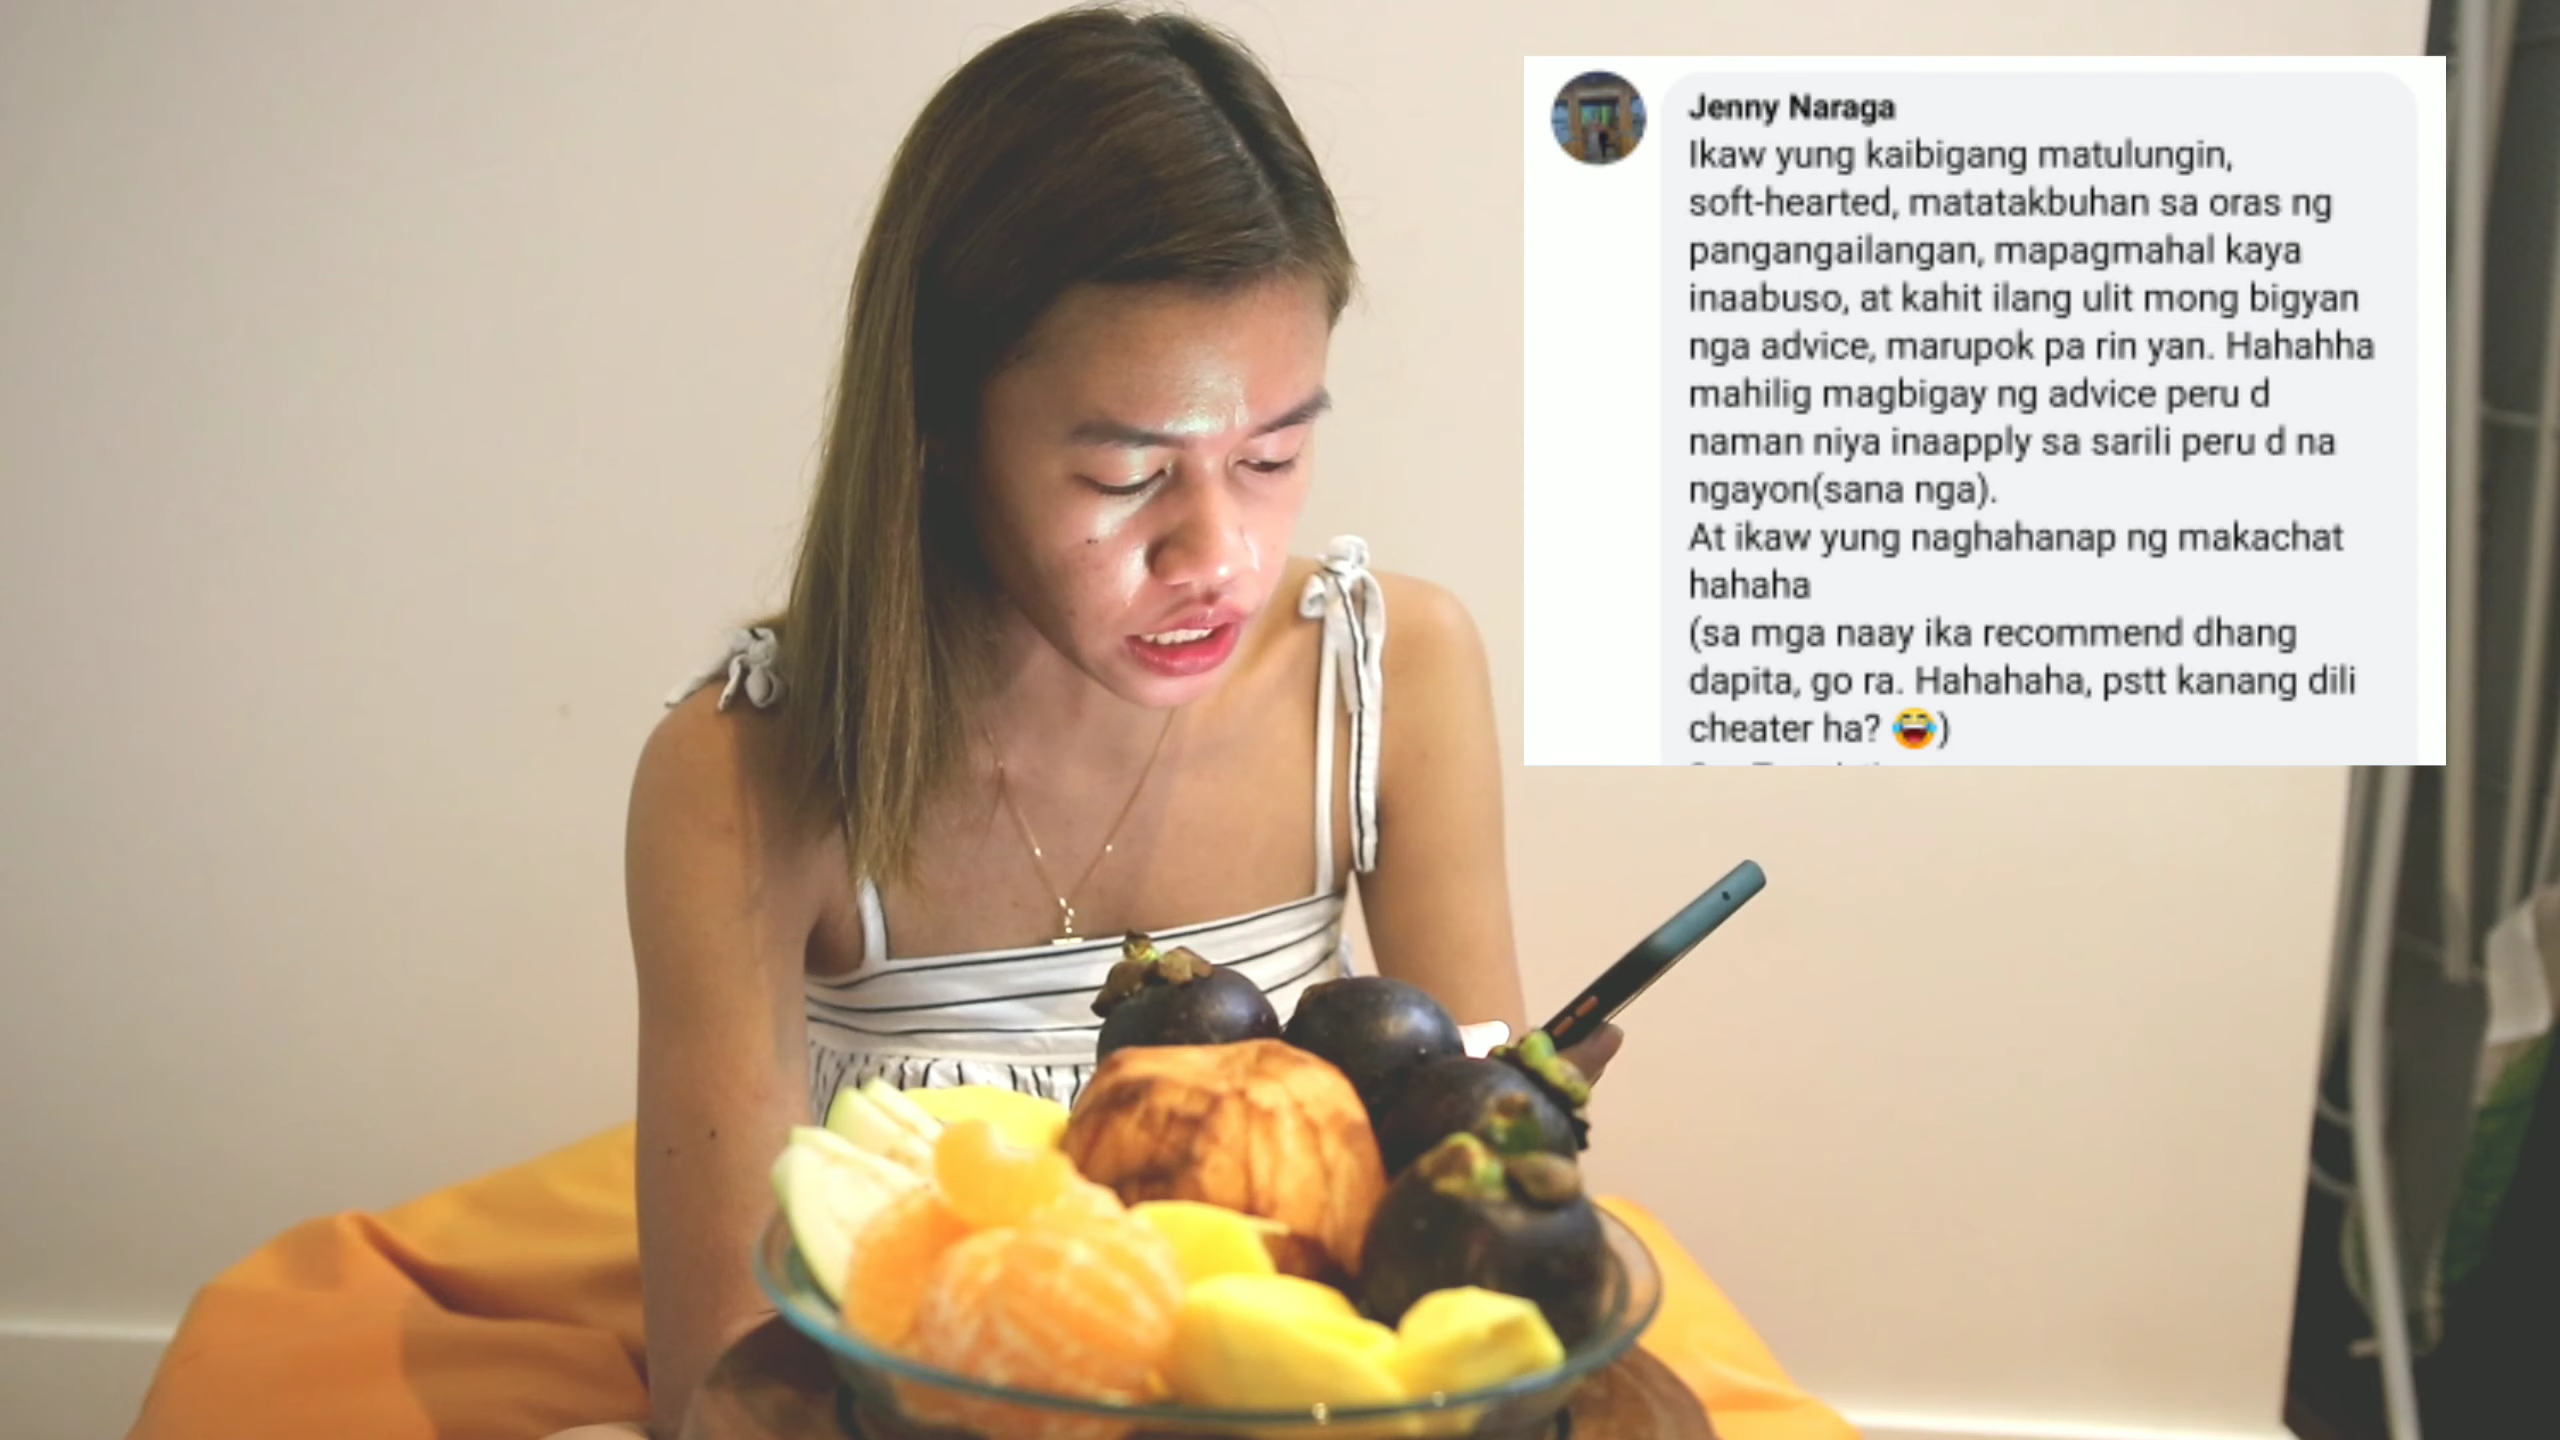 Jenny Naraga
Ikaw yung kaibigang matulungin,
soft-hearted, matatakbuhan sa oras ng
pangangailangan, mapagmahal kaya
inaabuso, at kahit ilang ulit mong bigyan
nga advice, marupok pa rin yan. Hahahha
mahilig magbigay ng advice peru d
naman niya inaapply sa sarili peru d na
ngayon(sana nga).
At ikaw yung naghahanap ng makachat
hahaha
(sa mga naay ika recommend dhang
dapita, go ra. Hahahaha, pstt kanang dili
cheater ha? 😂)